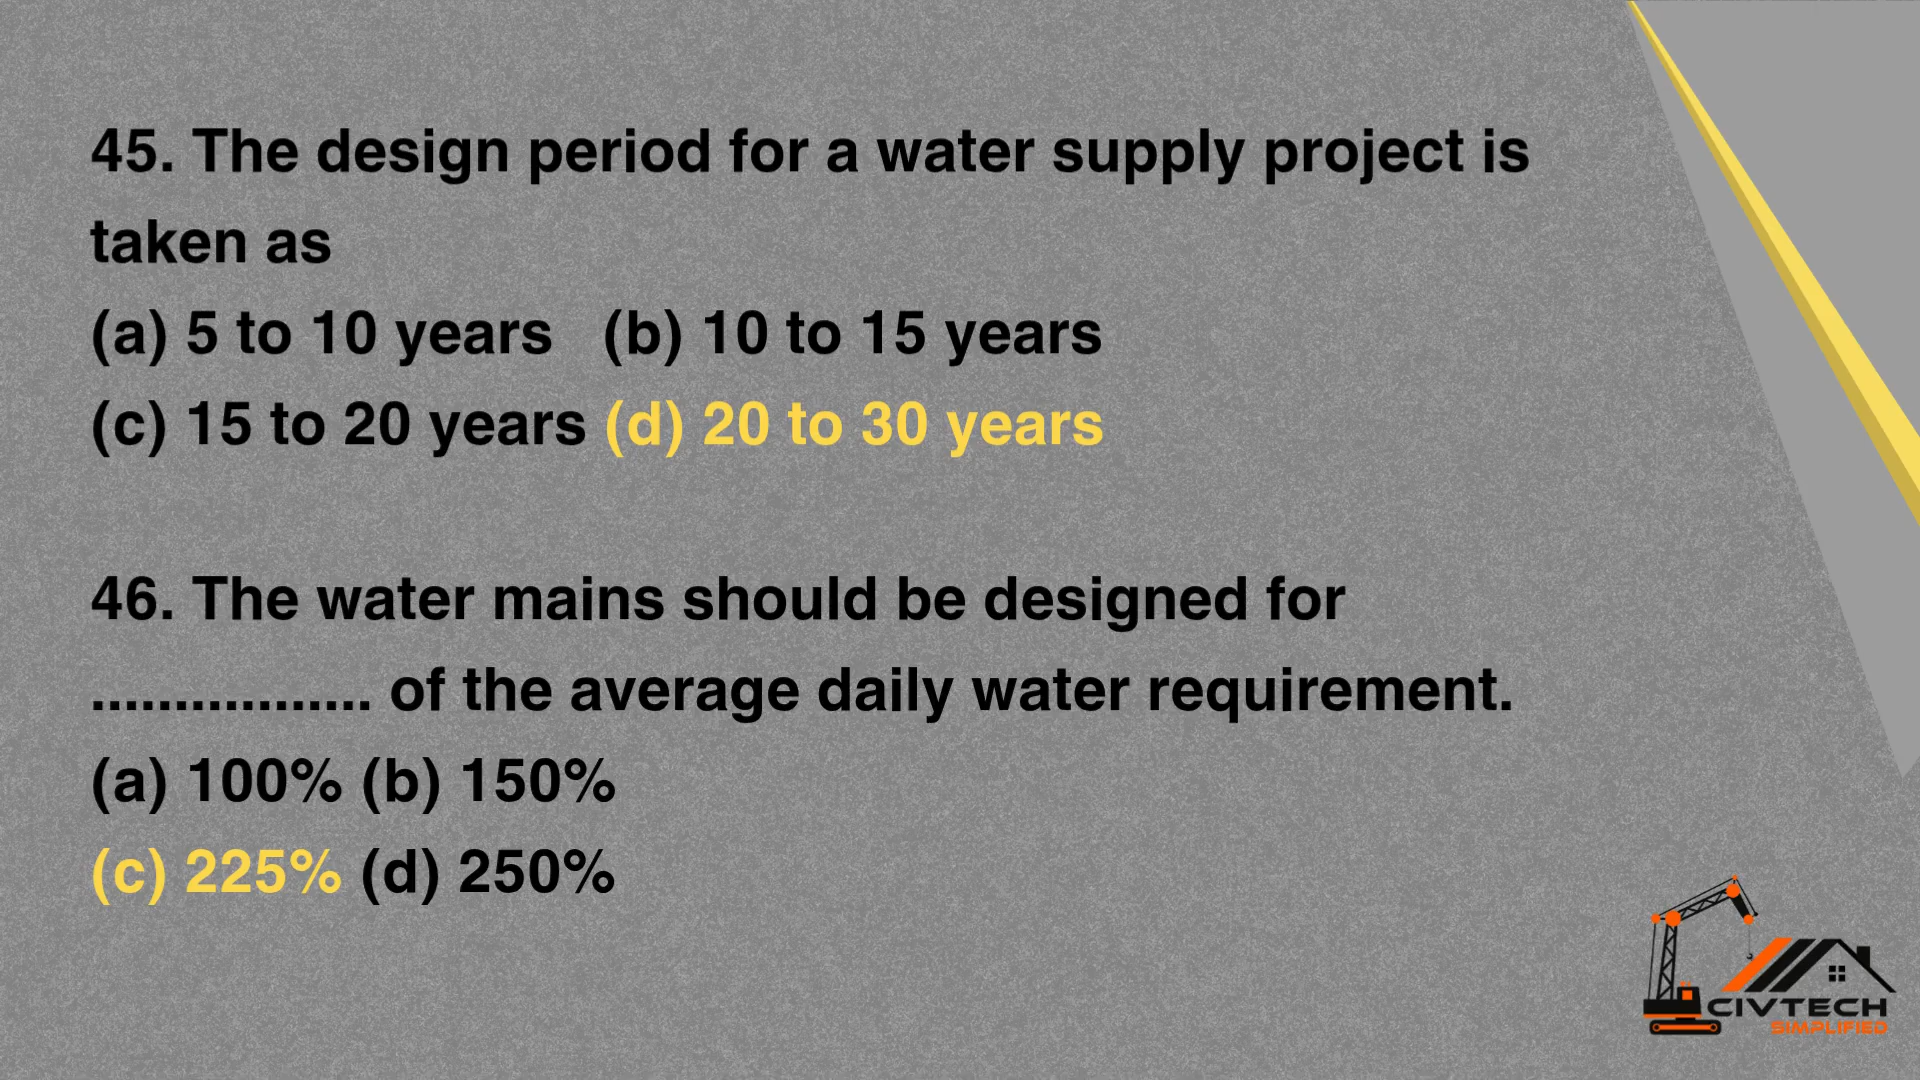 45. The design period for a water supply project is
taken as
(a) 5 to 10 years (b) 10 to 15 years
(c) 15 to 20 years (d) 20 to 30 years
46. The water mains should be designed for
................. of the average daily water requirement.
(a) 100% (b) 150%
(c) 225% (d) 250%
CIVTECH
SIMPLIFIED